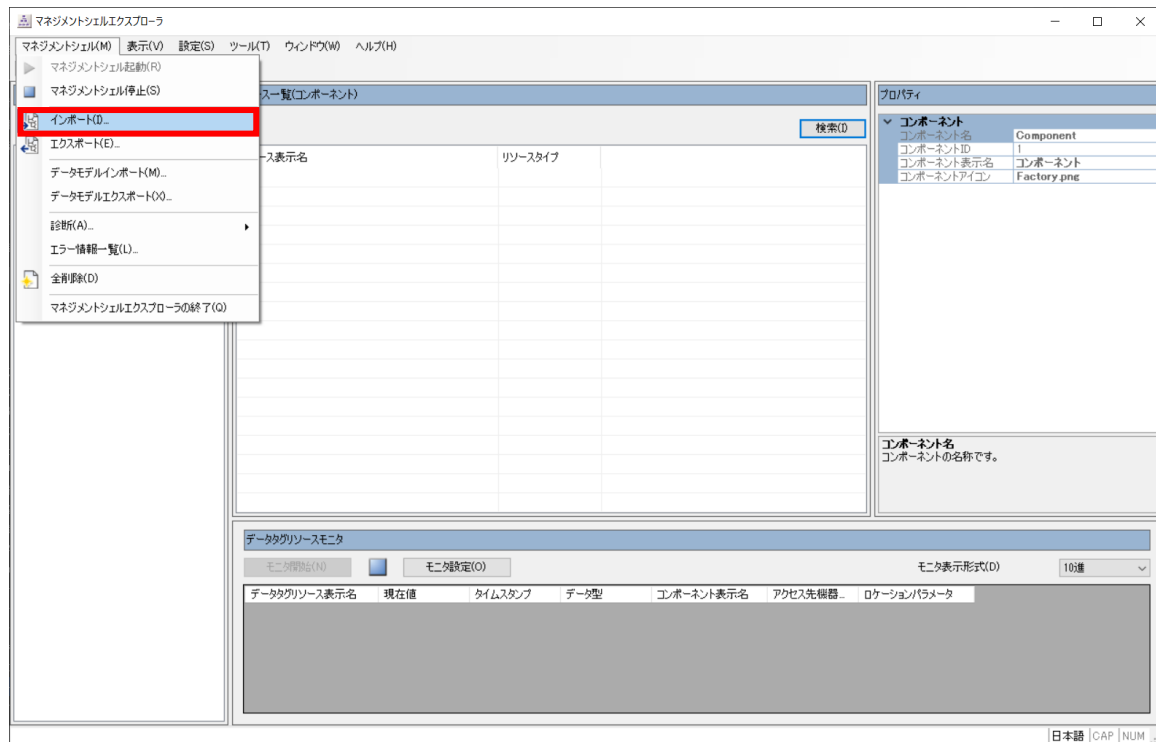 マネジメントシェルエクスプローラ
マネジメントシェル(M) 表示(V) 設定(S) ツール(T) ウィンドウ(W) ヘルプ(H)
マネジメントシェル起動(R)
マネジメントシェル停止(S)
インポート(I)...
エクスポート(E)...
データモデルインポート(M)...
データモデルエクスポート(X)...
診断(A)...
エラー情報一覧(L)...
全削除(D)
マネジメントシェルエクスプローラの終了(Q)
ース一覧(コンポーネント)
検索(I)
ース表示名 リソースタイプ
プロパティ
コンポーネント
コンポーネント名 Component
コンポーネントID 1
コンポーネント表示名 コンポーネント
コンポーネントアイコン Factory.png
コンポーネント名
コンポーネントの名称です。
データタグリソースモニタ
モニタ開始(N) モニタ設定(O) モニタ表示形式(D) 10進
データタグリソース表示名 現在値 タイムスタンプ データ型 コンポーネント表示名 アクセス先機器... ロケーションパラメータ
日本語 CAP NUM